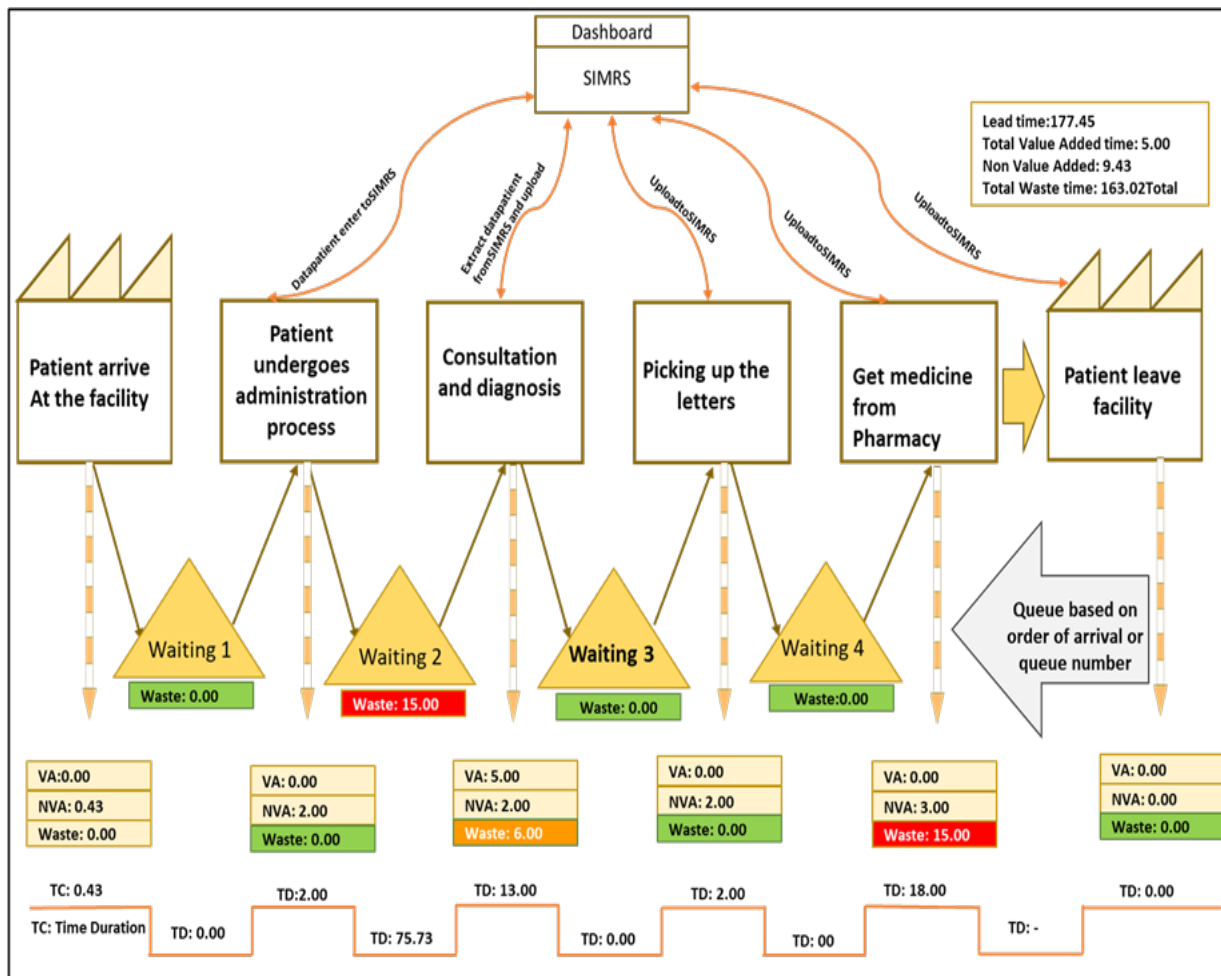 Dashboard
SIMRS
Lead time:177.45
Total Value Added time: 5.00
Non Value Added: 9.43
Total Waste time: 163.02Total
Datapatient enter toSIMRS
Extract datapatient
fromSIMRS and upload
UploadtoSIMRS
UploadtoSIMRS
UploadtoSIMRS
Patient arrive
At the facility
Patient
undergoes
administration
process
Consultation
and diagnosis
Picking up the
letters
Get medicine
from
Pharmacy
Patient leave
facility
Waiting 1
Waste: 0.00
Waiting 2
Waste: 15.00
Waiting 3
Waste: 0.00
Waiting 4
Waste:0.00
Queue based on
order of arrival or
queue number
VA:0.00
NVA: 0.43
Waste: 0.00
VA: 0.00
NVA: 2.00
Waste: 0.00
VA: 5.00
NVA: 2.00
Waste: 6.00
VA: 0.00
NVA: 2.00
Waste: 0.00
VA: 0.00
NVA: 3.00
Waste: 15.00
VA: 0.00
NVA: 0.00
Waste: 0.00
TC: 0.43
TD:2.00
TD: 13.00
TD: 2.00
TD: 18.00
TD: 0.00
TC: Time Duration
TD: 0.00
TD: 75.73
TD: 0.00
TD: 00
TD: -